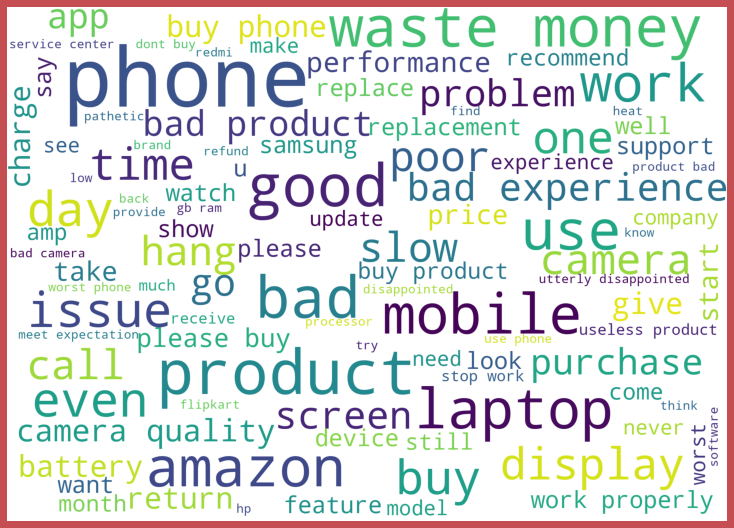 app
buy phone
waste money
service center
dont buy
redmi
make
say
phone
performance
recommend
charge
replace
problem
work
pathetic
find
heat
bad product
replacement
one
well
see
brand
refund
samsung
poor
support
time
experience
product bad
low
u
good
bad experience
day
back
watch
provide
gb ram
update
price
company
amp
show
use
know
bad camera
hang
please
slow
camera
start
take
go
buy product
utterly disappointed
worst phone
much
bad
disappointed
mobile
give
issue
receive
processor
useless product
meet expectation
please buy
try
use phone
call
product
need
look
purchase
stop work
even
flipkart
screen
laptop
come
think
camera quality
device
still
never
worst
software
battery
amazon
buy
display
want
month
return
hp
feature
model
work properly